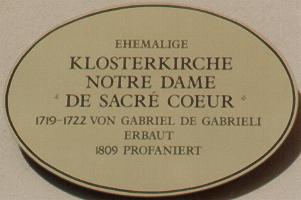 EHEMALIGE
KLOSTERKIRCHE
NOTRE DAME
"DE SACRÉ COEUR"
1719-1722 VON GABRIEL DE GABRIELI
ERBAUT
1809 PROFANIERT